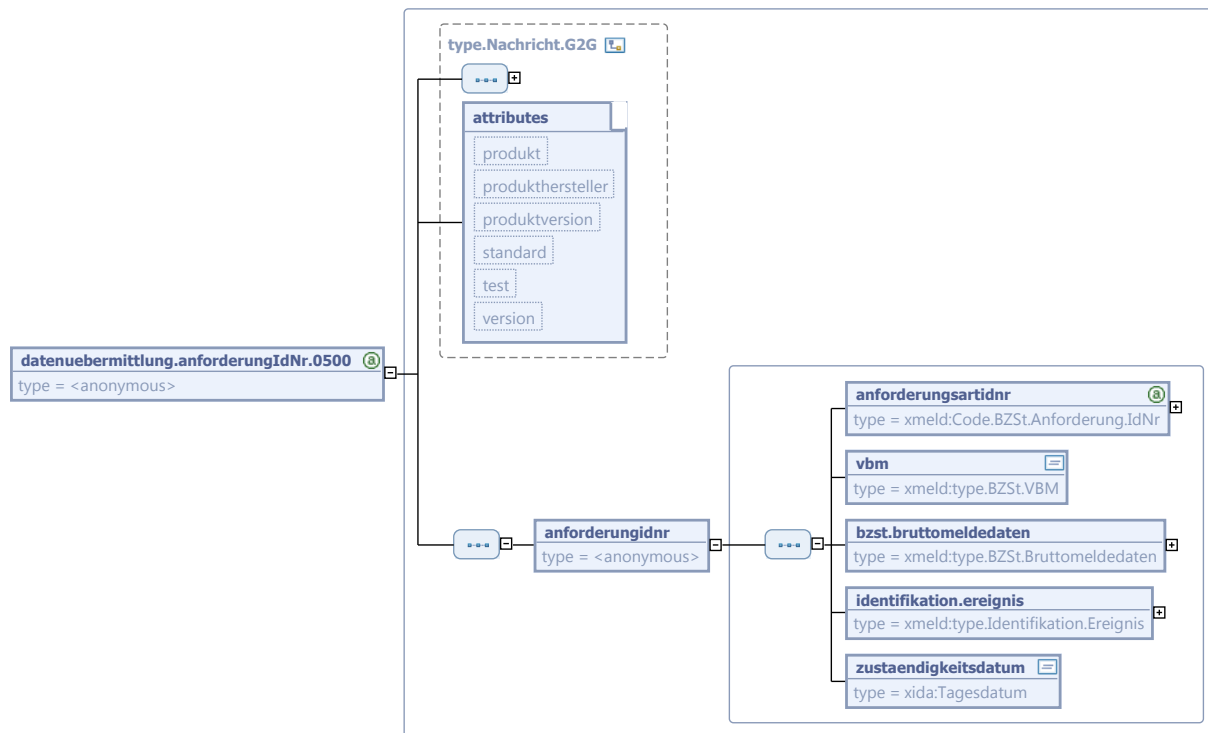 type.Nachricht.G2G
attributes
produkt
produkthersteller
produktversion
standard
test
version
datenuebermittlung.anforderungIdNr.0500 a
type = <anonymous>
anforderungsartidnr a
type = xmeld:Code.BZSt.Anforderung.IdNr
vbm
type = xmeld:type.BZSt.VBM
anforderungidnr
type = <anonymous>
bzst.bruttomeldedaten
type = xmeld:type.BZSt.Bruttomeldedaten
identifikation.ereignis
type = xmeld:type.Identifikation.Ereignis
zustaendigkeitsdatum
type = xida:Tagesdatum